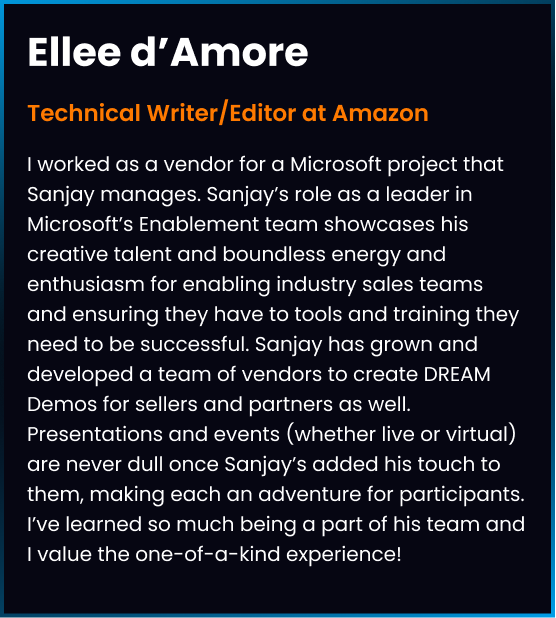 Ellee d’Amore
Technical Writer/Editor at Amazon
I worked as a vendor for a Microsoft project that
Sanjay manages. Sanjay’s role as a leader in
Microsoft’s Enablement team showcases his
creative talent and boundless energy and
enthusiasm for enabling industry sales teams
and ensuring they have to tools and training they
need to be successful. Sanjay has grown and
developed a team of vendors to create DREAM
Demos for sellers and partners as well.
Presentations and events (whether live or virtual)
are never dull once Sanjay’s added his touch to
them, making each an adventure for participants.
I’ve learned so much being a part of his team and
I value the one-of-a-kind experience!